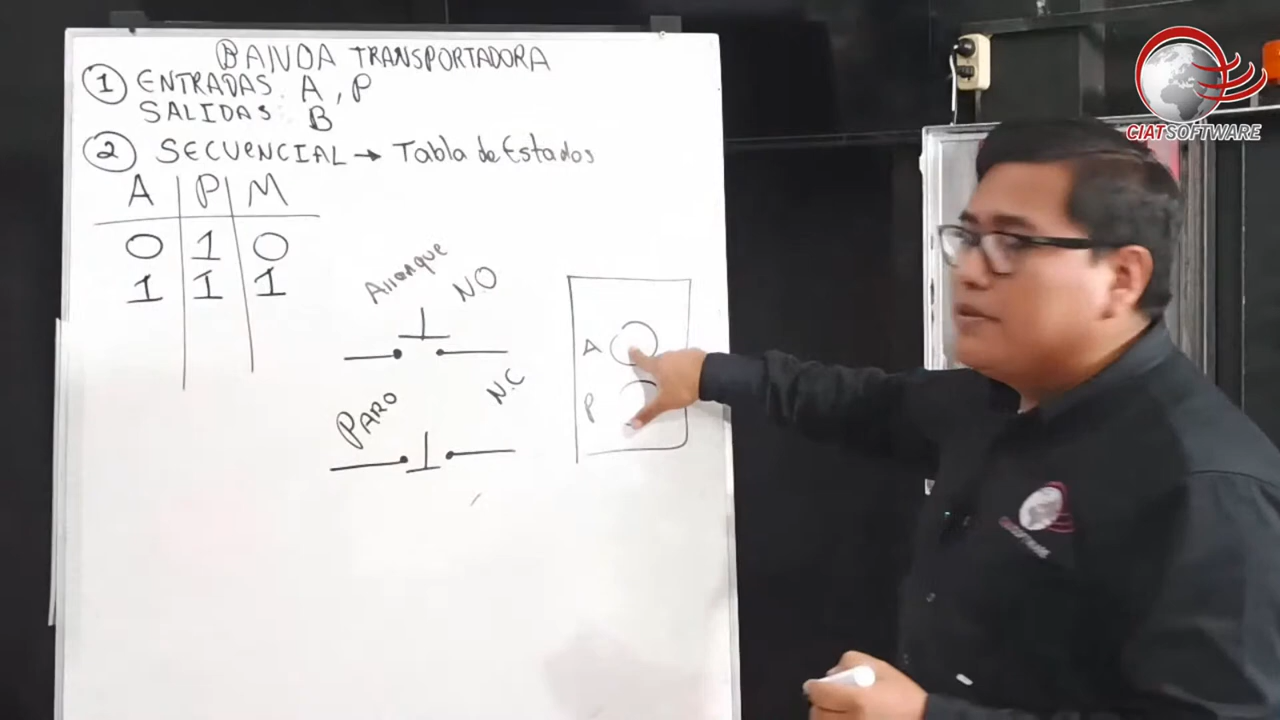 BANDA TRANSPORTADORA
1 ENTRADAS: A, P
SALIDAS: B
2 SECUENCIAL → Tabla de Estados
A P M
0 1 0
1 1 1
Arranque NO
PARO N.C
A
P
CIATSOFTWARE